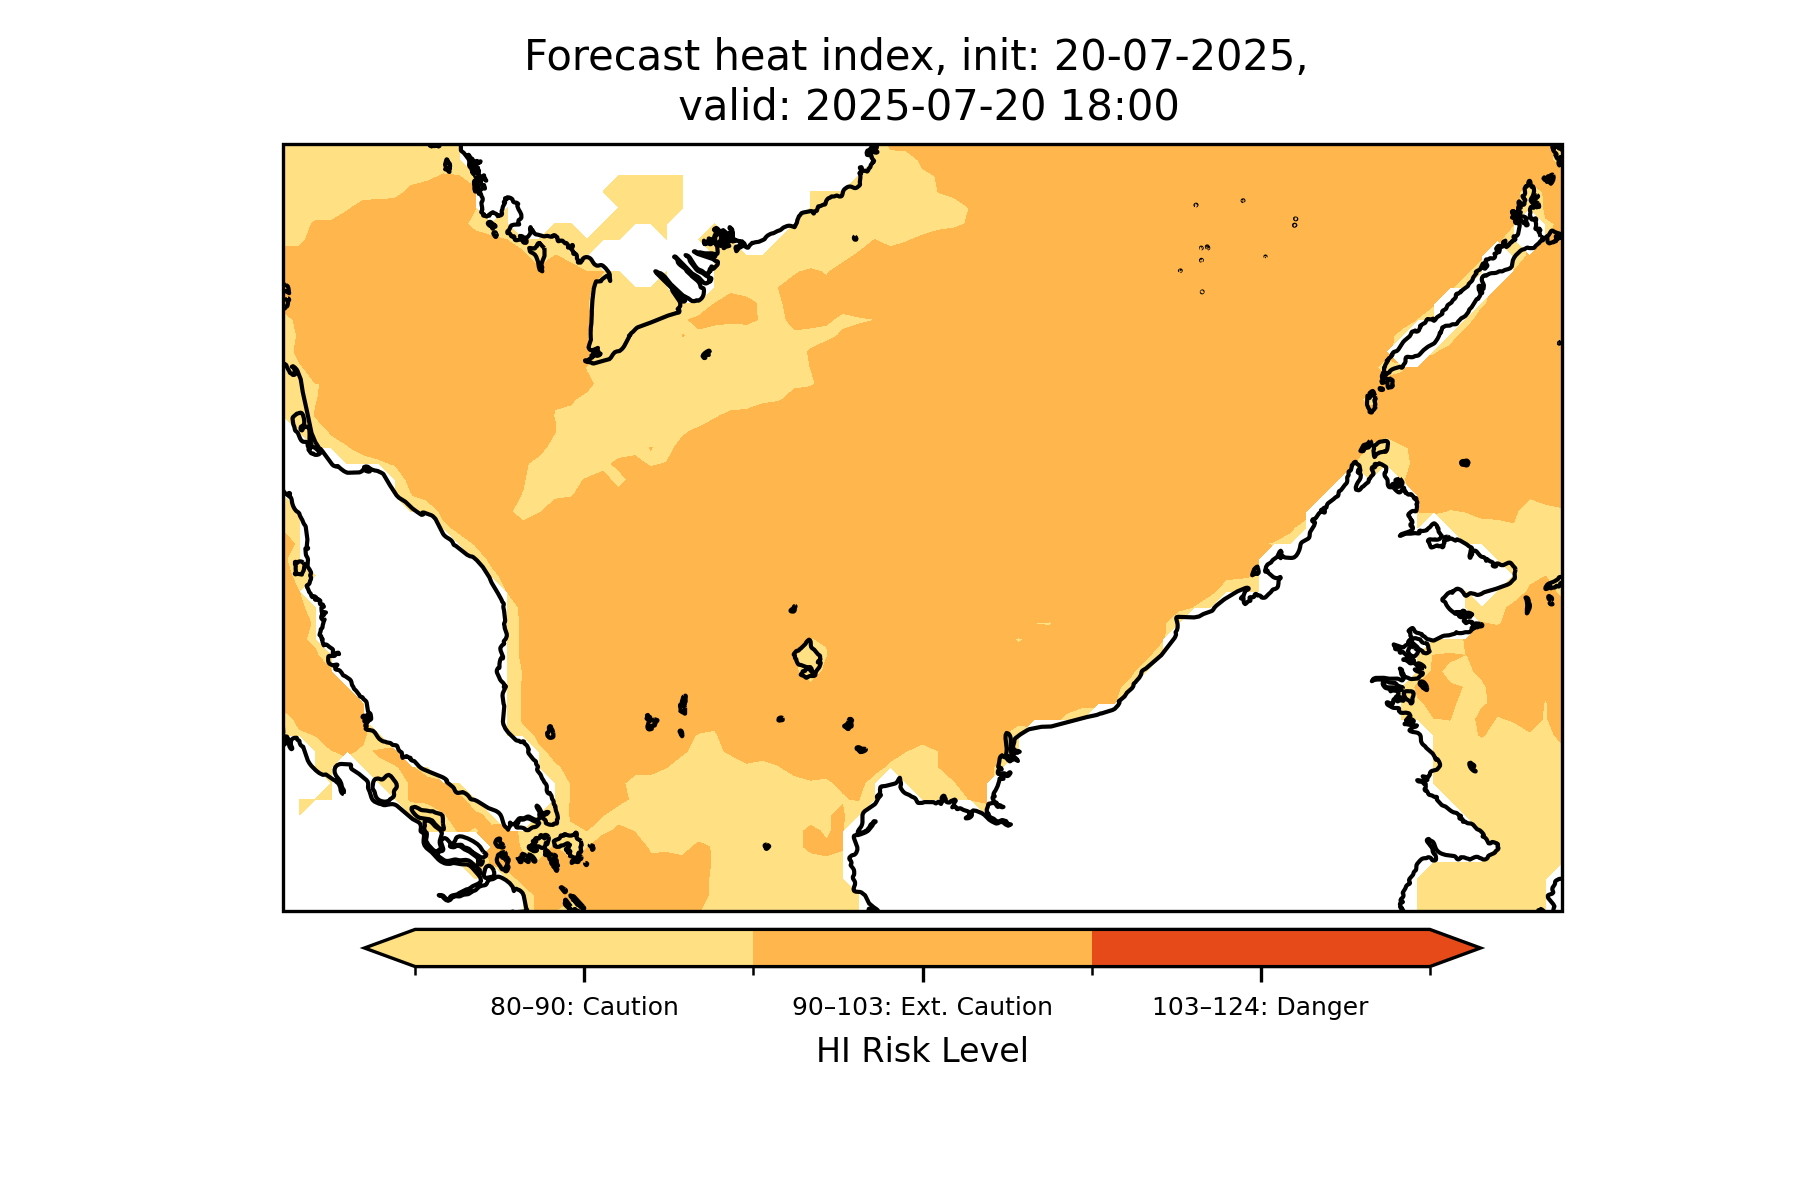 Forecast heat index, init: 20-07-2025,
valid: 2025-07-20 18:00
80–90: Caution
90–103: Ext. Caution
103–124: Danger
HI Risk Level